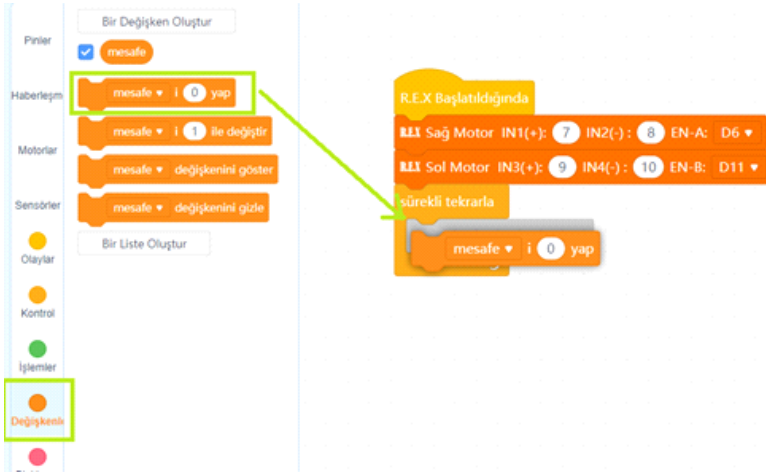 Bir Değişken Oluştur
Pinler
mesafe
Haberleşm
mesafe i 0 yap
mesafe i 1 ile değiştir
Motorlar
mesafe değişkenini göster
Sensörler
mesafe değişkenini gizle
Bir Liste Oluştur
Olaylar
Kontrol
İşlemler
Değişkenle
R.E.X Başlatıldığında
R.E.X Sağ Motor IN1(+): 7 IN2(-) : 8 EN-A: D6
R.E.X Sol Motor IN3(+): 9 IN4(-) : 10 EN-B: D11
sürekli tekrarla
mesafe i 0 yap